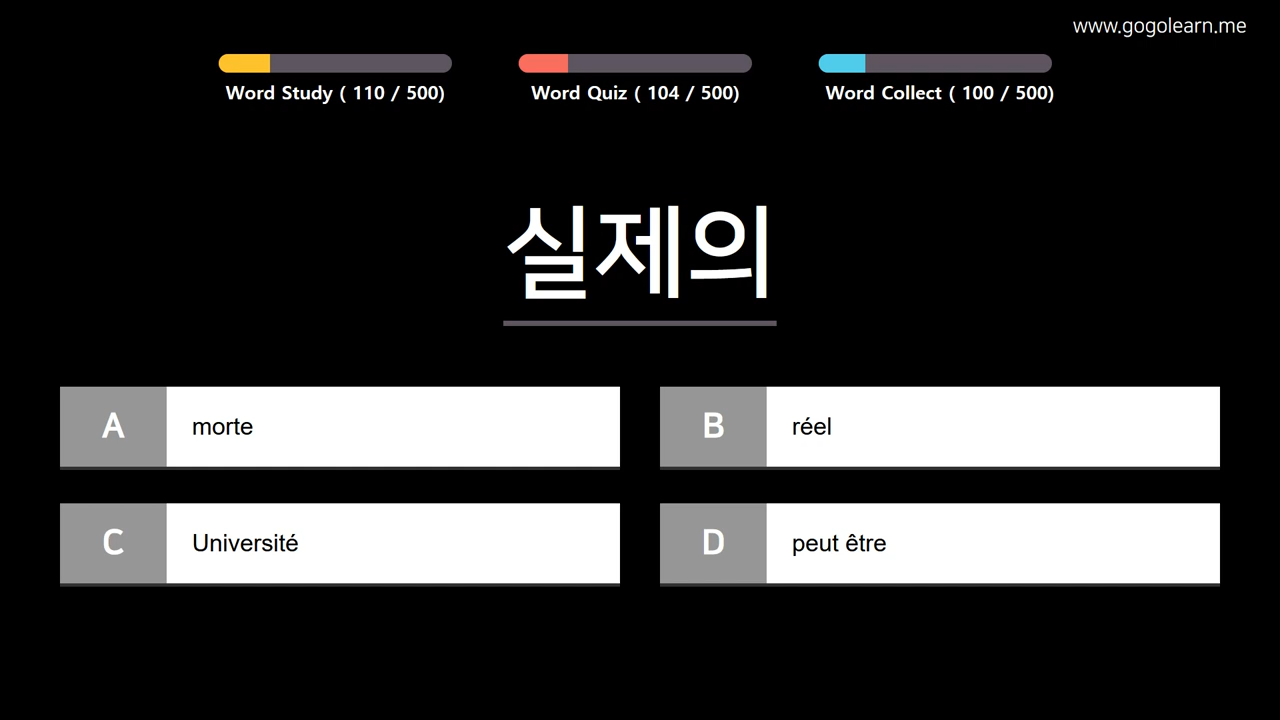 www.gogolearn.me
Word Study ( 110 / 500)
Word Quiz ( 104 / 500)
Word Collect ( 100 / 500)
실제의
A morte
B réel
C Université
D peut être